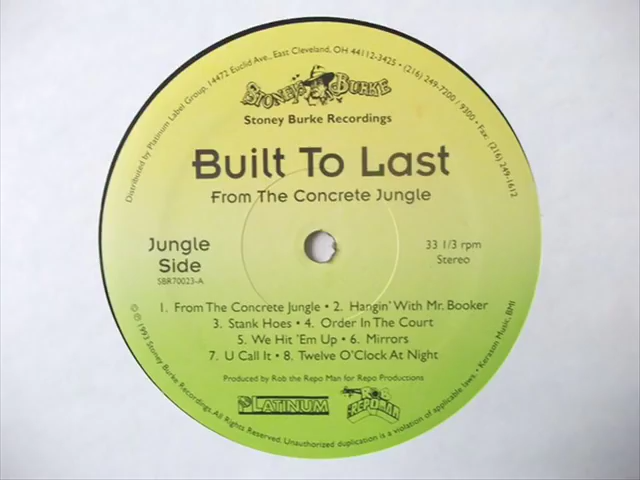 Distributed by Platinum Label Group, 14472 Euclid Ave., East Cleveland, OH 44112-3425 • (216) 249-7200 / 9300 • Fax: (216) 249-1612
STONEY BURKE
Stoney Burke Recordings
Built To Last
From The Concrete Jungle
Jungle
Side
SBR70023-A
33 1/3 rpm
Stereo
1. From The Concrete Jungle • 2. Hangin' With Mr. Booker
3. Stank Hoes • 4. Order In The Court
5. We Hit 'Em Up • 6. Mirrors
7. U Call It • 8. Twelve O'Clock At Night
Produced by Rob the Repo Man for Repo Productions
PLATINUM
ROB
REPOMAN
© ℗ 1993 Stoney Burke Recordings. All Rights Reserved. Unauthorized duplication is a violation of applicable laws. • Kerason Music, BMI